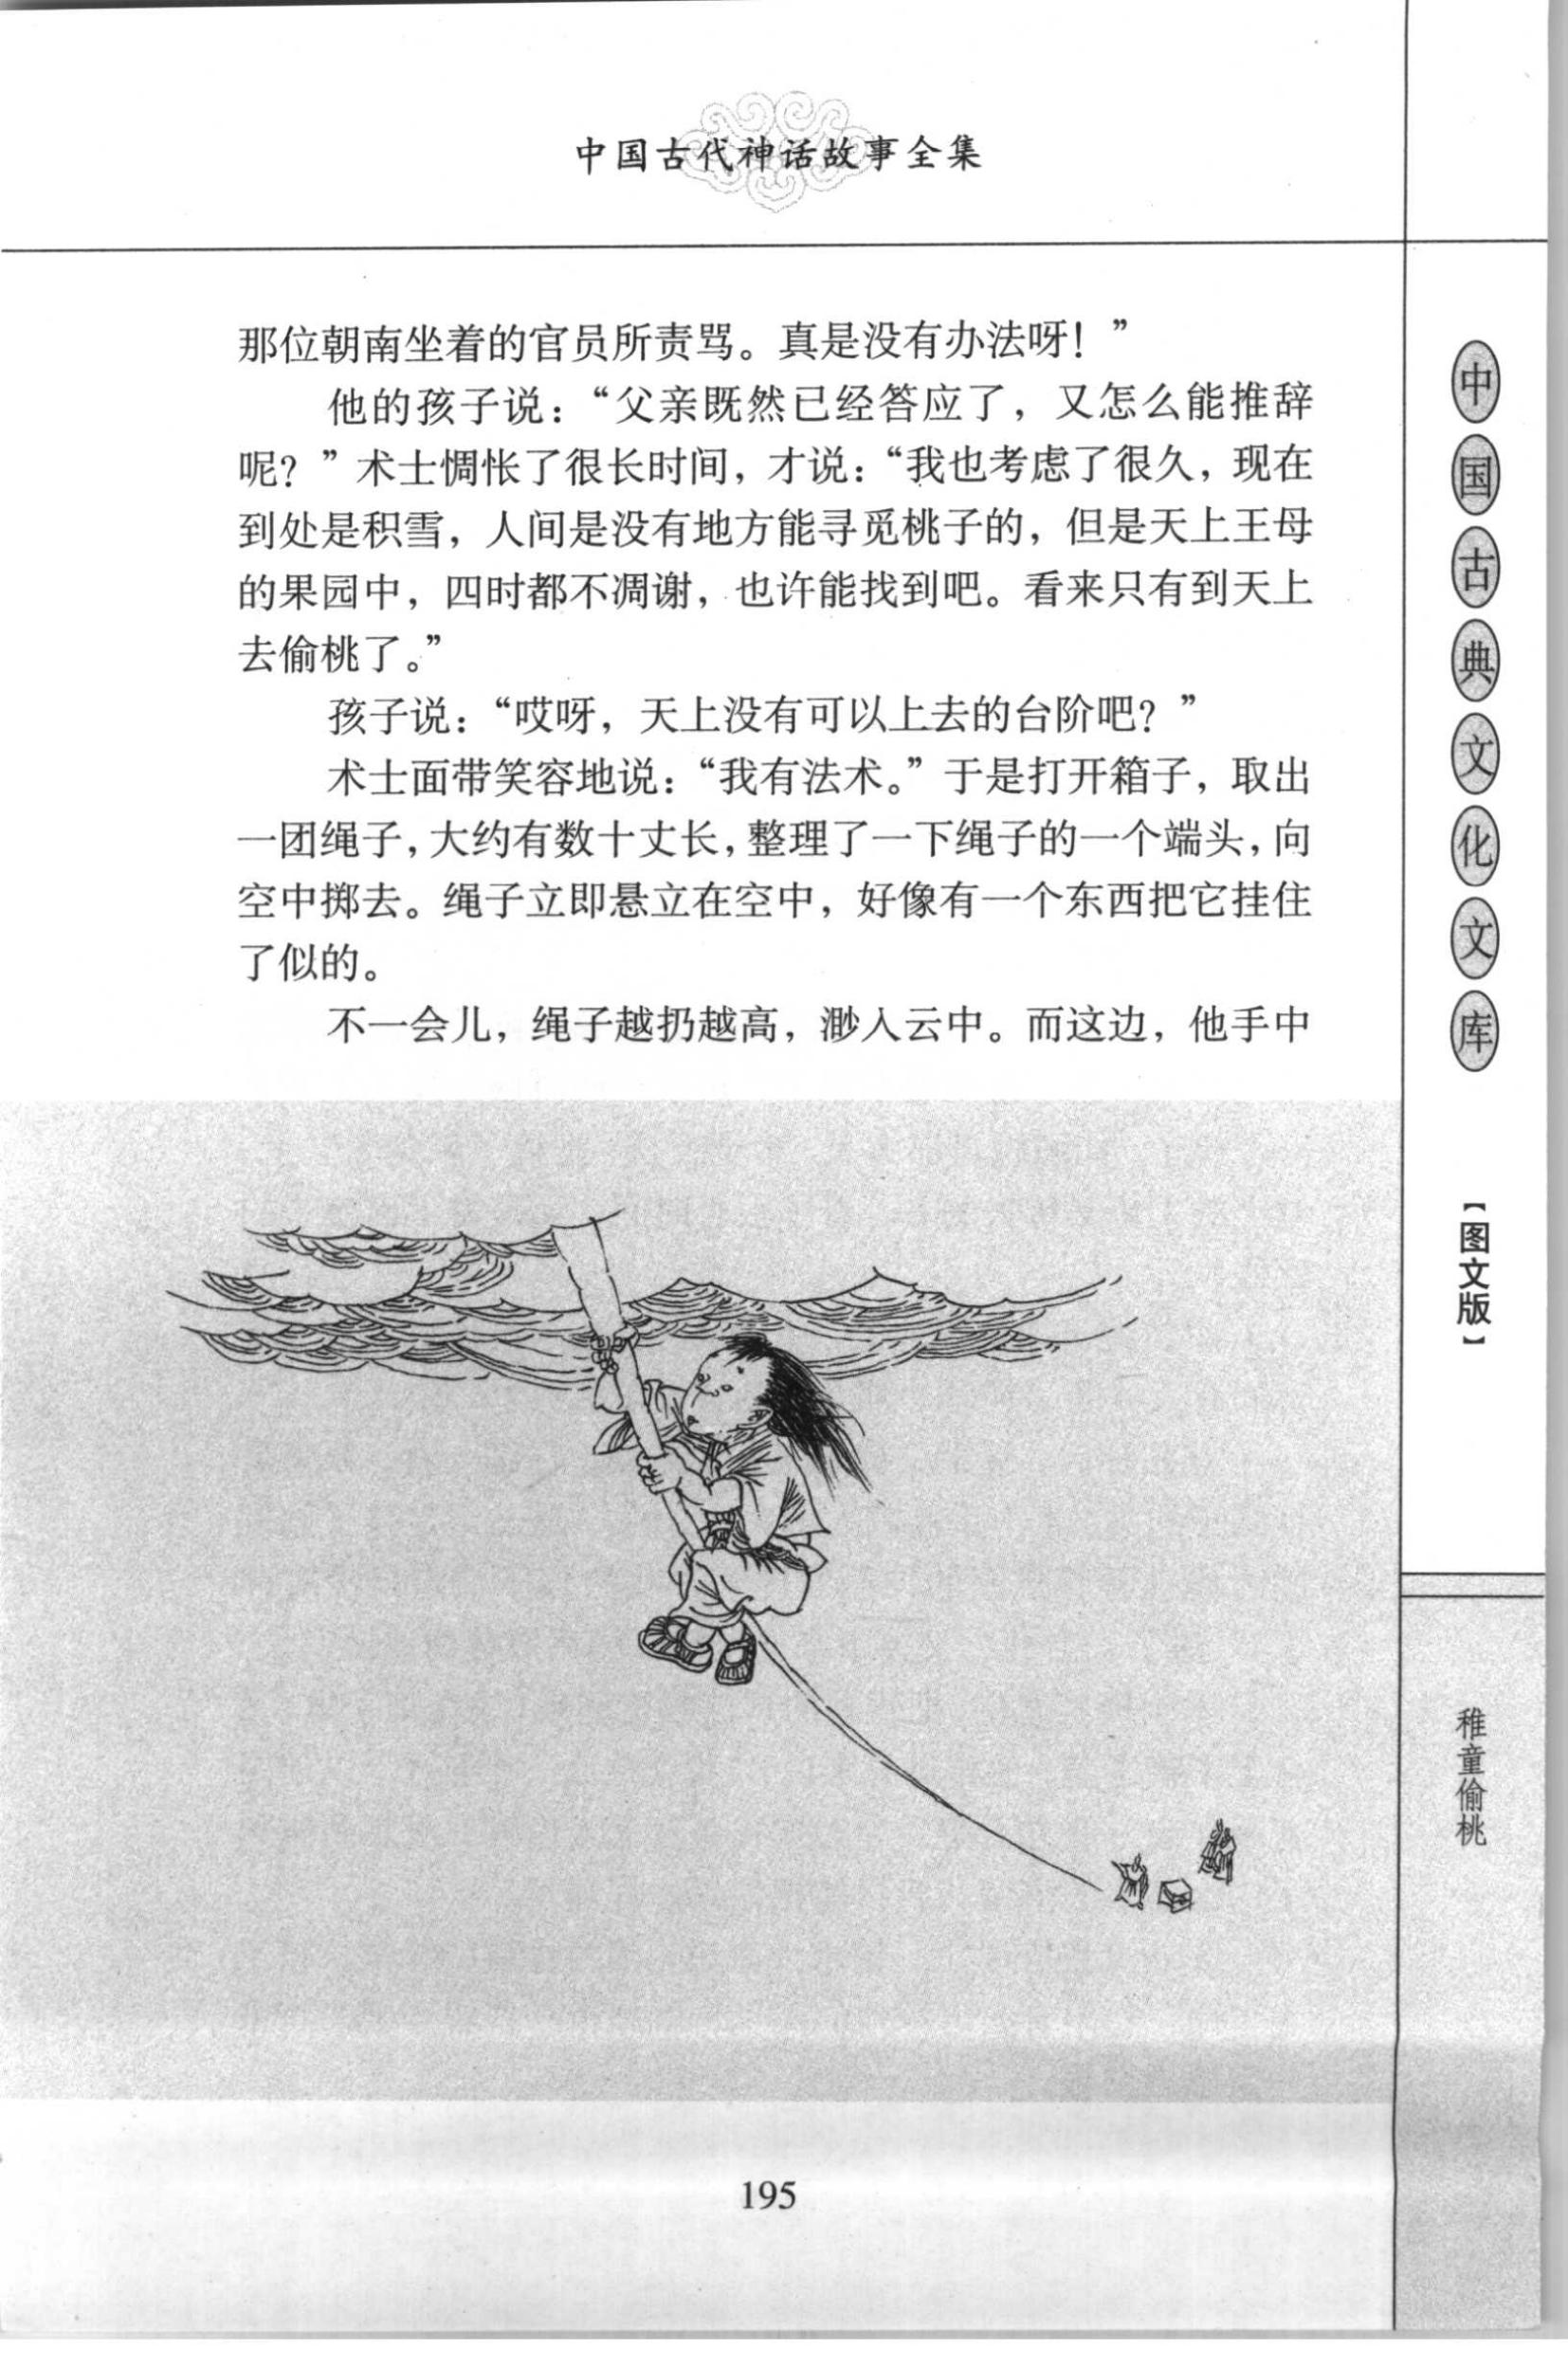 中国古代神话故事全集
那位朝南坐着的官员所责骂。真是没有办法呀！”
他的孩子说：“父亲既然已经答应了，又怎么能推辞
呢？”术士惆怅了很长时间，才说：“我也考虑了很久，现在
到处是积雪，人间是没有地方能寻觅桃子的，但是天上王母
的果园中，四时都不凋谢，也许能找到吧。看来只有到天上
去偷桃了。”
孩子说：“哎呀，天上没有可以上去的台阶吧？”
术士面带笑容地说：“我有法术。”于是打开箱子，取出
一团绳子，大约有数十丈长，整理了一下绳子的一个端头，向
空中掷去。绳子立即悬立在空中，好像有一个东西把它挂住
了似的。
不一会儿，绳子越扔越高，渺入云中。而这边，他手中
中国古典文化文库
【图文版】
稚童偷桃
195